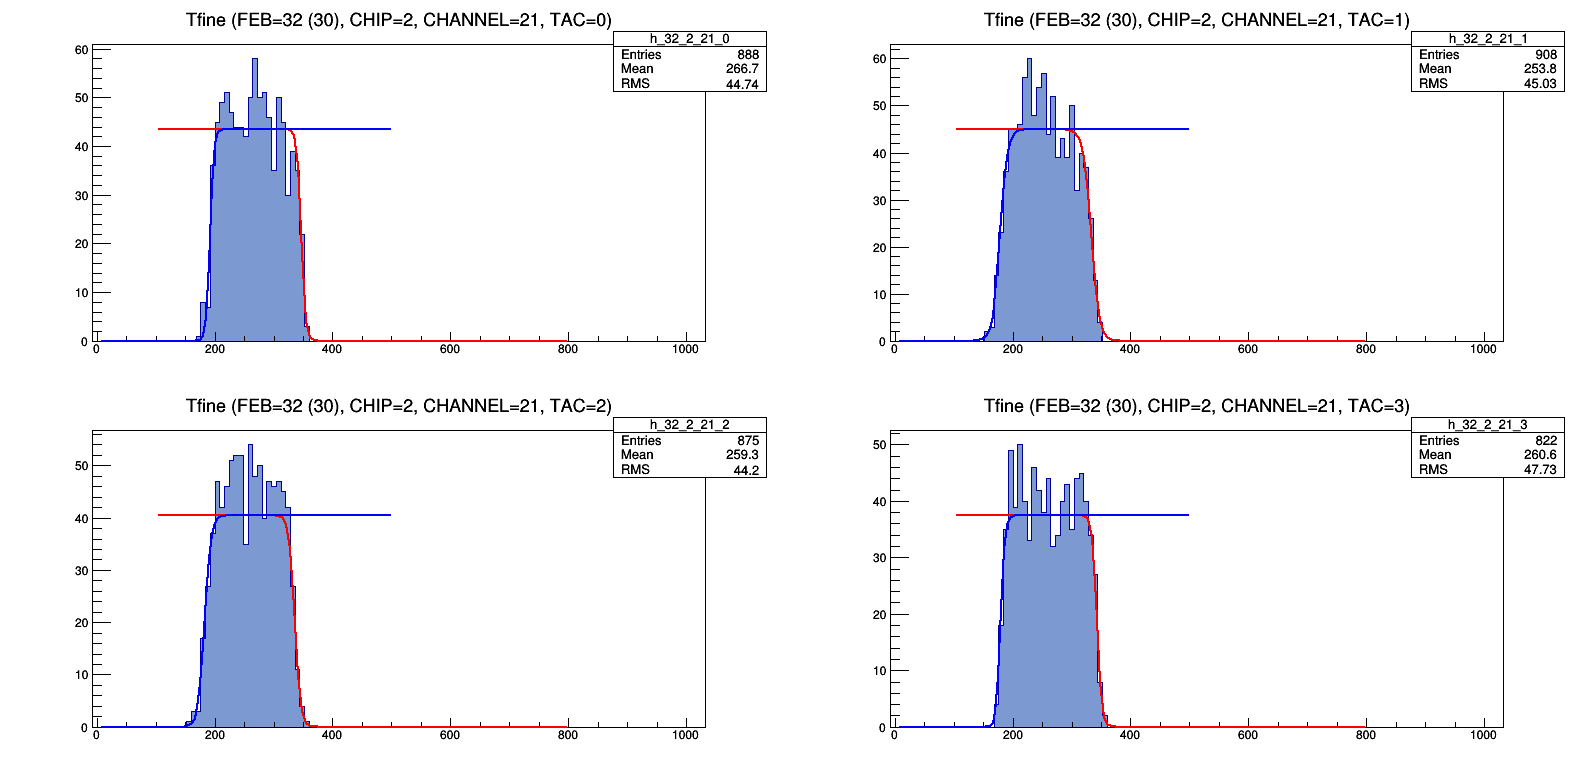 Tfine (FEB=32 (30), CHIP=2, CHANNEL=21, TAC=0)
h_32_2_21_0
Entries 888
Mean 266.7
RMS 44.74
60
50
40
30
20
10
0
0 200 400 600 800 1000
Tfine (FEB=32 (30), CHIP=2, CHANNEL=21, TAC=1)
h_32_2_21_1
Entries 908
Mean 253.8
RMS 45.03
60
50
40
30
20
10
0
0 200 400 600 800 1000
Tfine (FEB=32 (30), CHIP=2, CHANNEL=21, TAC=2)
h_32_2_21_2
Entries 875
Mean 259.3
RMS 44.2
50
40
30
20
10
0
0 200 400 600 800 1000
Tfine (FEB=32 (30), CHIP=2, CHANNEL=21, TAC=3)
h_32_2_21_3
Entries 822
Mean 260.6
RMS 47.73
50
40
30
20
10
0
0 200 400 600 800 1000